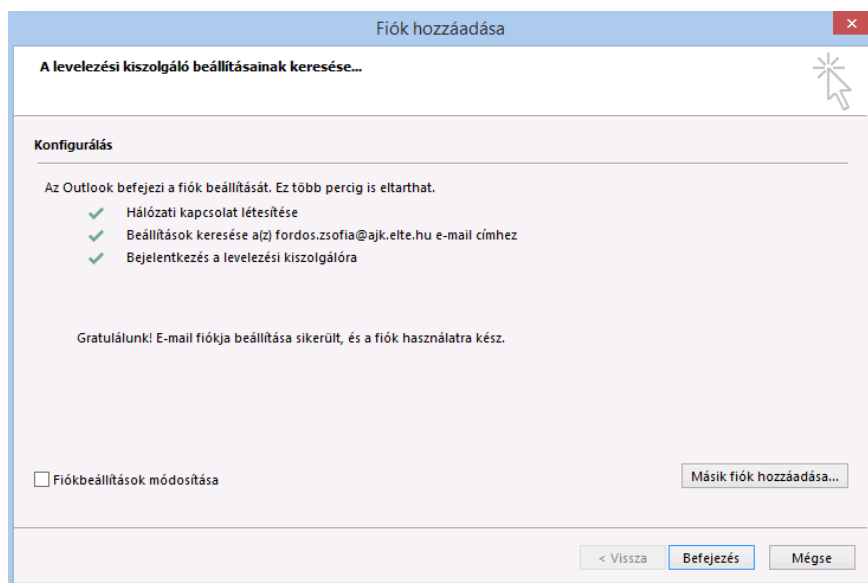 Fiók hozzáadása
A levelezési kiszolgáló beállításainak keresése...
Konfigurálás
Az Outlook befejezi a fiók beállítását. Ez több percig is eltarthat.
Hálózati kapcsolat létesítése
Beállítások keresése a(z) fordos.zsofia@ajk.elte.hu e-mail címhez
Bejelentkezés a levelezési kiszolgálóra
Gratulálunk! E-mail fiókja beállítása sikerült, és a fiók használatra kész.
Fiókbeállítások módosítása
Másik fiók hozzáadása...
< Vissza
Befejezés
Mégse